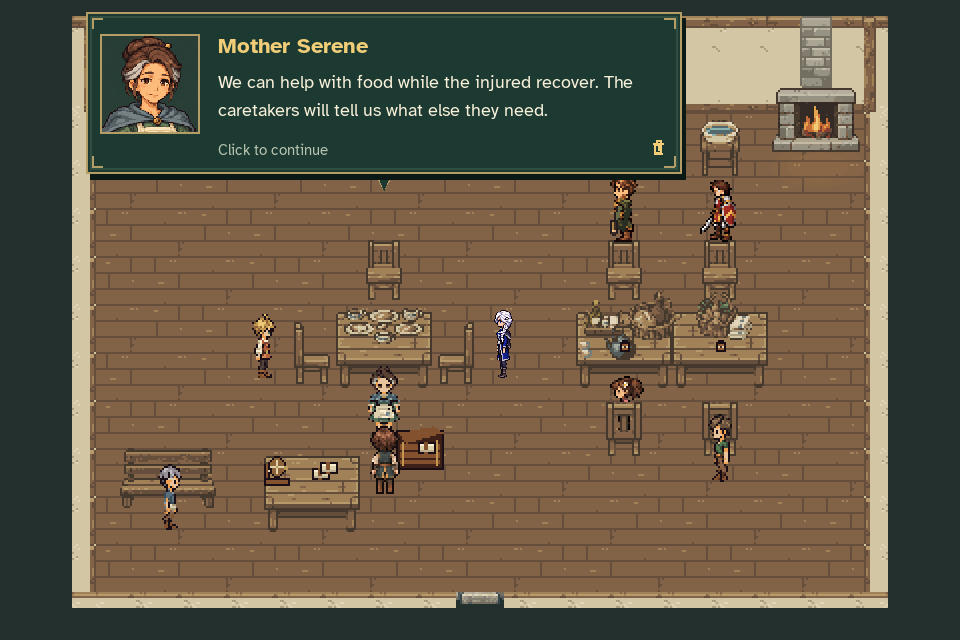 Mother Serene
We can help with food while the injured recover. The
caretakers will tell us what else they need.
Click to continue